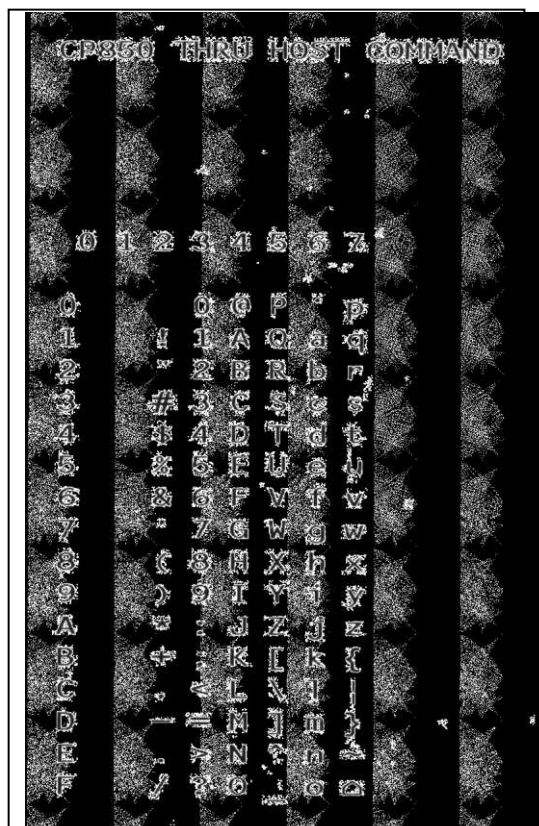 CP850 THRU HOST COMMAND
0 1 2 3 4 5 6 7
0 0 @ P ` p
1 ! 1 A Q a q
2 " 2 B R b r
3 # 3 C S c s
4 $ 4 D T d t
5 % 5 E U e u
6 & 6 F V f v
7 ' 7 G W g w
8 ( 8 H X h x
9 ) 9 I Y i y
A * : J Z j z
B + ; K [ k {
C , < L \ l |
D - = M ] m }
E . > N ^ n ~
F / ? O _ o ⌂